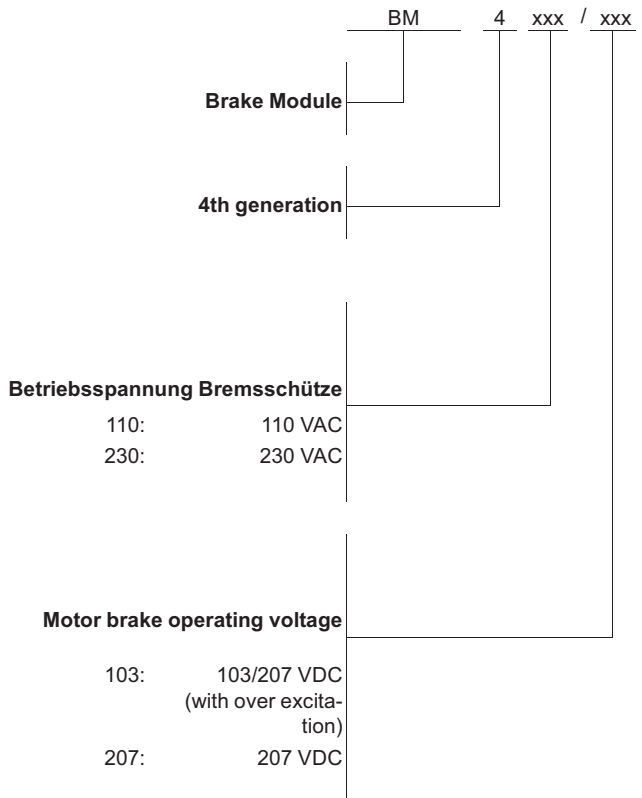 BM 4 xxx / xxx
Brake Module
4th generation
Betriebsspannung Bremsschütze
110: 110 VAC
230: 230 VAC
Motor brake operating voltage
103: 103/207 VDC
(with over excita-
tion)
207: 207 VDC